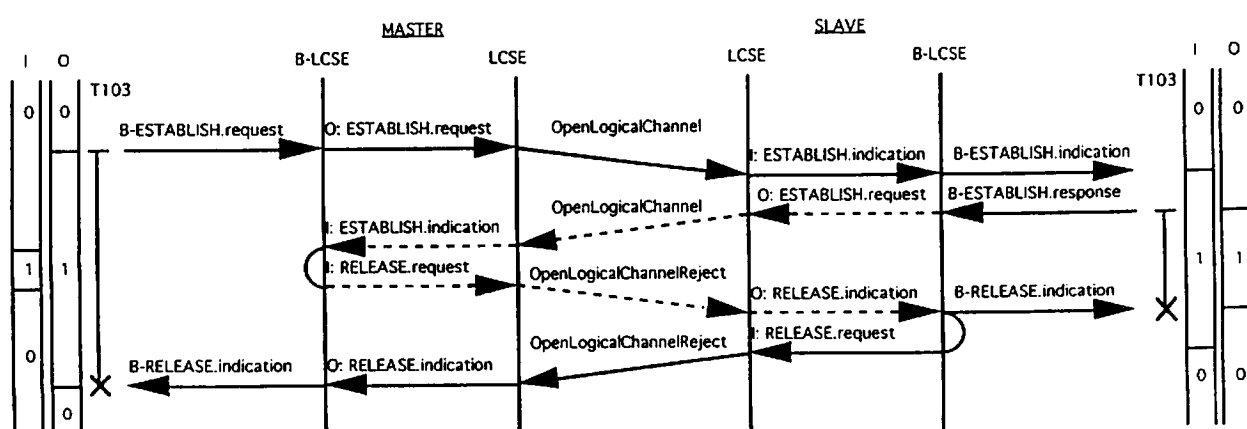 MASTER
SLAVE
I O B-LCSE LCSE LCSE B-LCSE I O
T103 T103
0 0 0 0
B-ESTABLISH.request O: ESTABLISH.request OpenLogicalChannel I: ESTABLISH.indication B-ESTABLISH.indication
OpenLogicalChannel O: ESTABLISH.request B-ESTABLISH.response
I: ESTABLISH.indication
1 1 I: RELEASE.request OpenLogicalChannelReject 1 1
O: RELEASE.indication B-RELEASE.indication
I: RELEASE.request
0 B-RELEASE.indication O: RELEASE.indication OpenLogicalChannelReject 0 0
0